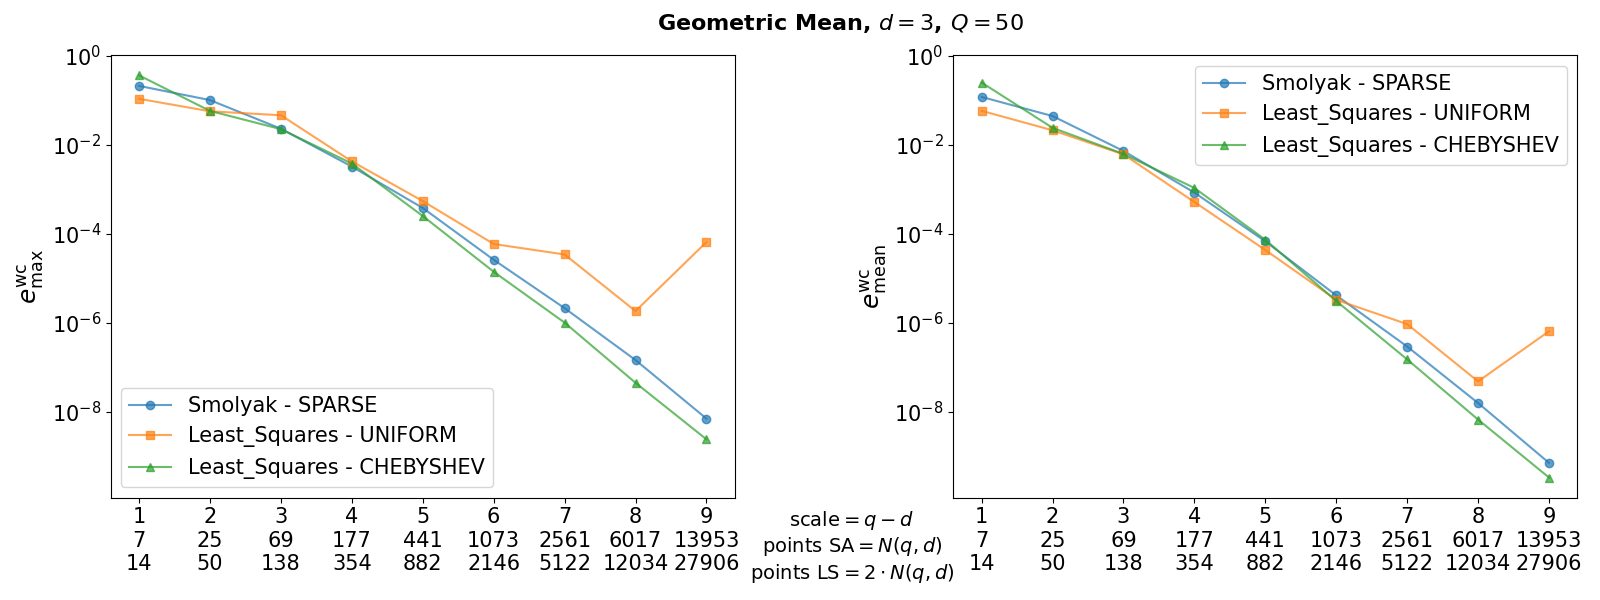 Geometric Mean, d = 3, Q = 50
10⁰
10⁻²
10⁻⁴
10⁻⁶
10⁻⁸
e^wc_max
Smolyak - SPARSE
Least_Squares - UNIFORM
Least_Squares - CHEBYSHEV
1 2 3 4 5 6 7 8 9
7 25 69 177 441 1073 2561 6017 13953
14 50 138 354 882 2146 5122 12034 27906
scale = q − d
points SA = N(q, d)
points LS = 2 · N(q, d)
10⁰
10⁻²
10⁻⁴
10⁻⁶
10⁻⁸
e^wc_mean
Smolyak - SPARSE
Least_Squares - UNIFORM
Least_Squares - CHEBYSHEV
1 2 3 4 5 6 7 8 9
7 25 69 177 441 1073 2561 6017 13953
14 50 138 354 882 2146 5122 12034 27906